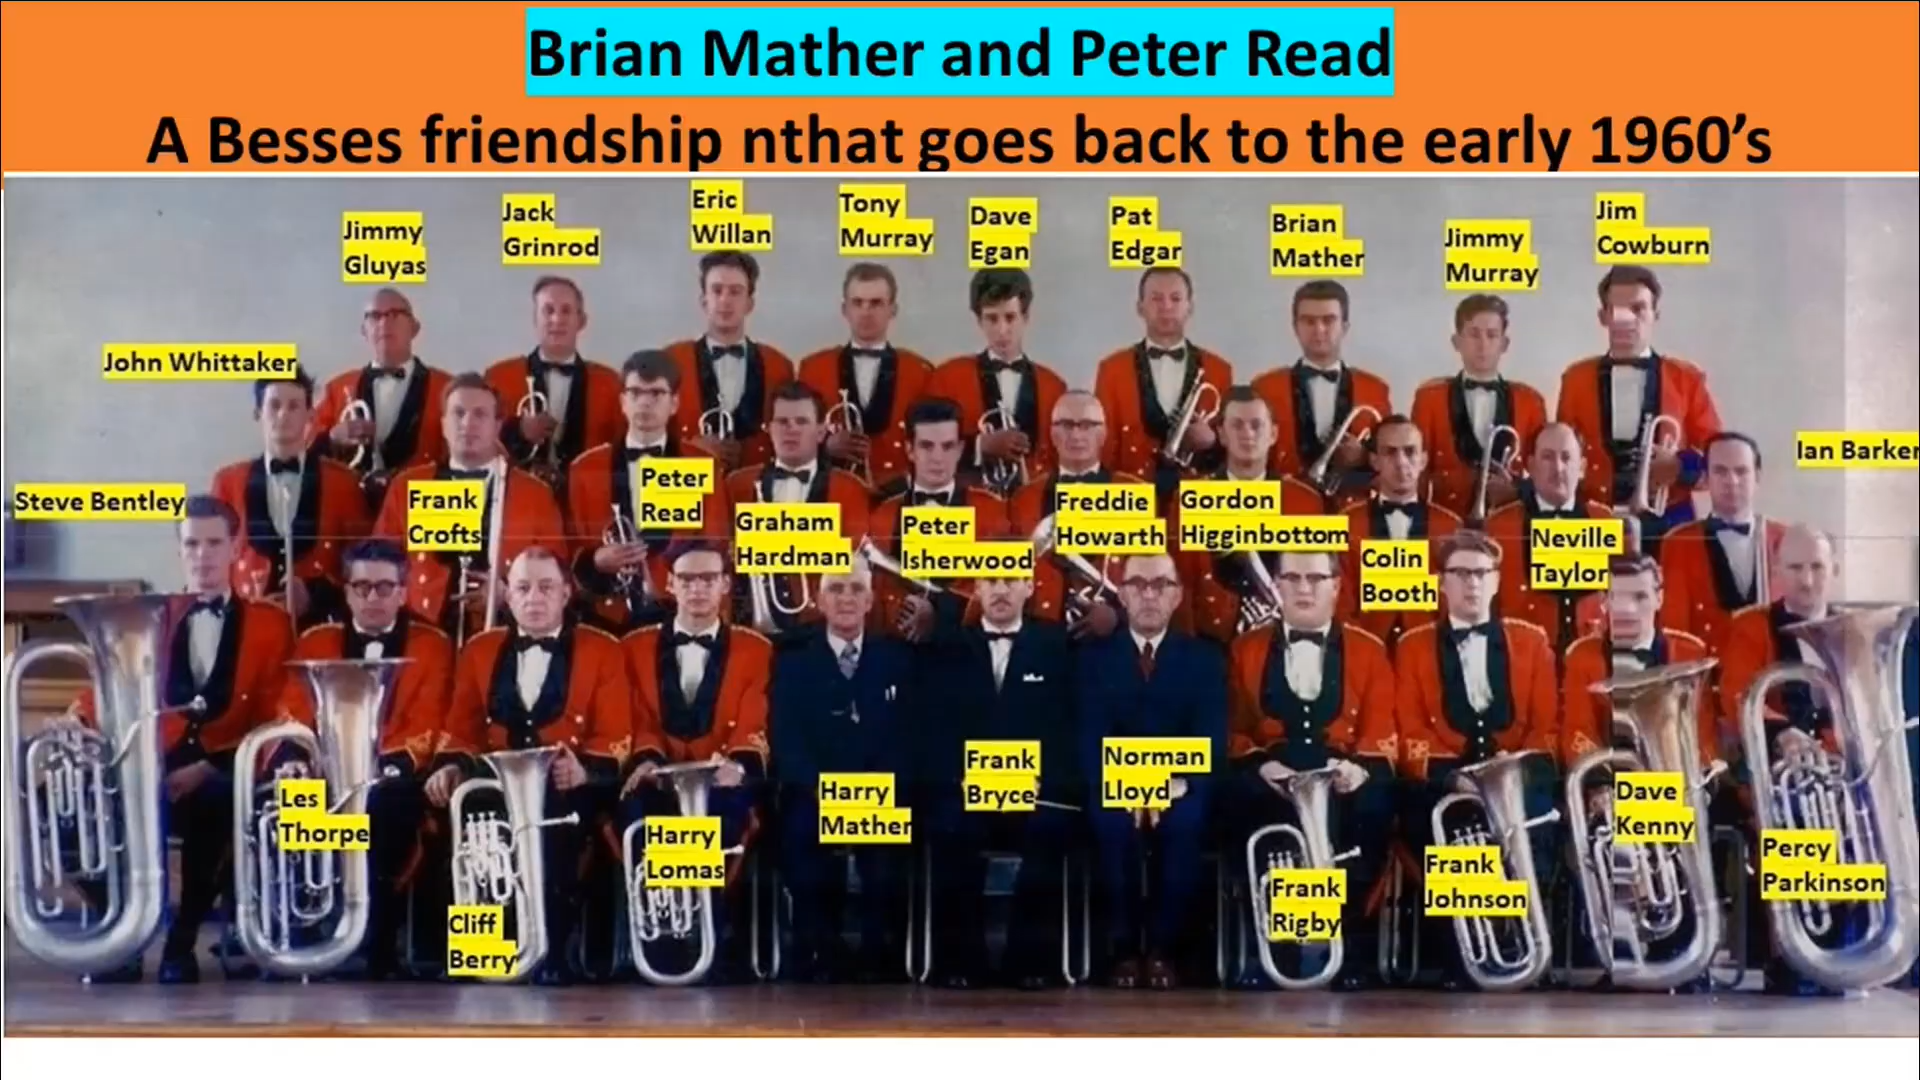 Brian Mather and Peter Read
A Besses friendship nthat goes back to the early 1960’s
Jimmy
Gluyas
Jack
Grinrod
Eric
Willan
Tony
Murray
Dave
Egan
Pat
Edgar
Brian
Mather
Jimmy
Murray
Jim
Cowburn
John Whittaker
Steve Bentley
Frank
Crofts
Peter
Read
Graham
Hardman
Peter
Isherwood
Freddie
Howarth
Gordon
Higginbottom
Colin
Booth
Neville
Taylor
Ian Barker
Les
Thorpe
Cliff
Berry
Harry
Lomas
Harry
Mather
Frank
Bryce
Norman
Lloyd
Frank
Rigby
Frank
Johnson
Dave
Kenny
Percy
Parkinson